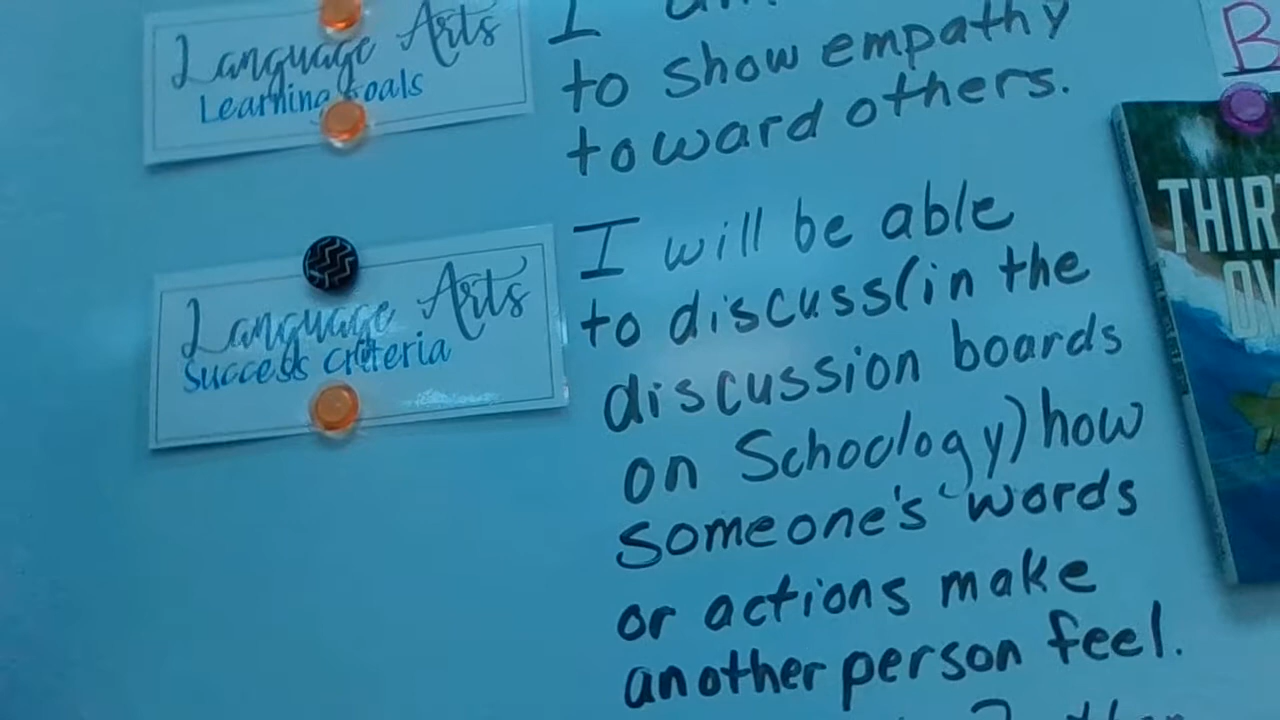 Language Arts
Learning Goals
I
to show empathy
toward others.
Language Arts
Success Criteria
I will be able
to discuss(in the
discussion boards
on Schoology) how
someone's words
or actions make
another person feel.
B
THIR
OV